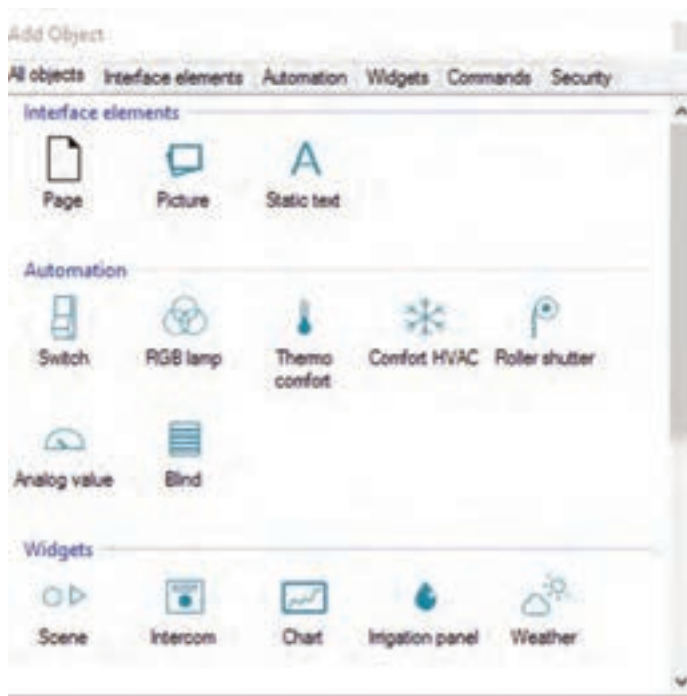 Add Object
All objects Interface elements Automation Widgets Commands Security
Interface elements
Page Picture Static text
Automation
Switch RGB lamp Thermo comfort Comfort HVAC Roller shutter
Analog value Blind
Widgets
Scene Intercom Chart Irrigation panel Weather